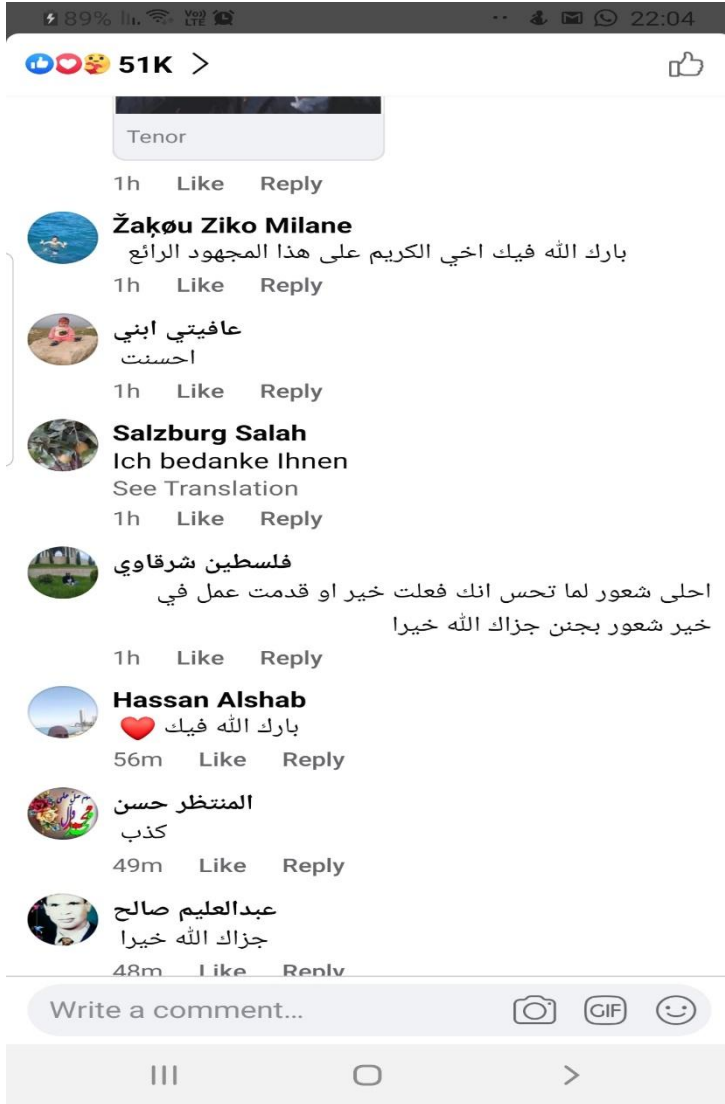 89% VoD LTE 22:04
51K >
Tenor
1h Like Reply
Žaķøu Ziko Milane
بارك الله فيك اخي الكريم على هذا المجهود الرائع
1h Like Reply
عافيتي ابني
احسنت
1h Like Reply
Salzburg Salah
Ich bedanke Ihnen
See Translation
1h Like Reply
فلسطين شرقاوي
احلى شعور لما تحس انك فعلت خير او قدمت عمل في
خير شعور بجنن جزاك الله خيرا
1h Like Reply
Hassan Alshab
بارك الله فيك ❤️
56m Like Reply
المنتظر حسن
كذب
49m Like Reply
عبدالعليم صالح
جزاك الله خيرا
48m Like Reply
Write a comment... GIF